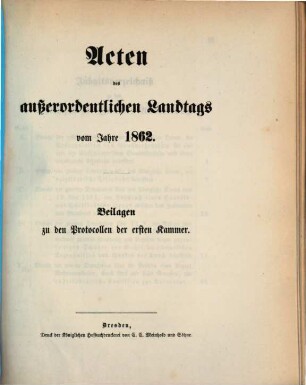 Acten
des
außerordentlichen Landtags
vom Jahre 1862.
Beilagen
zu den Protocollen der ersten Kammer.
Dresden,
Druck der Königlichen Hofbuchdruckerei von C. C. Meinhold und Söhne.